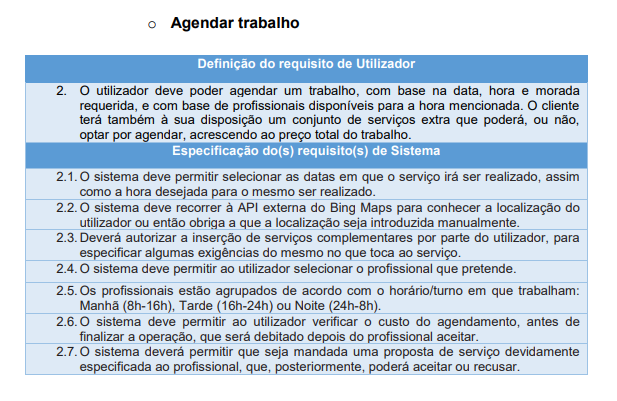 ○ Agendar trabalho
Definição do requisito de Utilizador
2. O utilizador deve poder agendar um trabalho, com base na data, hora e morada
requerida, e com base de profissionais disponíveis para a hora mencionada. O cliente
terá também à sua disposição um conjunto de serviços extra que poderá, ou não,
optar por agendar, acrescendo ao preço total do trabalho.
Especificação do(s) requisito(s) de Sistema
2.1. O sistema deve permitir selecionar as datas em que o serviço irá ser realizado, assim
como a hora desejada para o mesmo ser realizado.
2.2. O sistema deve recorrer à API externa do Bing Maps para conhecer a localização do
utilizador ou então obriga a que a localização seja introduzida manualmente.
2.3. Deverá autorizar a inserção de serviços complementares por parte do utilizador, para
especificar algumas exigências do mesmo no que toca ao serviço.
2.4. O sistema deve permitir ao utilizador selecionar o profissional que pretende.
2.5. Os profissionais estão agrupados de acordo com o horário/turno em que trabalham:
Manhã (8h-16h), Tarde (16h-24h) ou Noite (24h-8h).
2.6. O sistema deve permitir ao utilizador verificar o custo do agendamento, antes de
finalizar a operação, que será debitado depois do profissional aceitar.
2.7. O sistema deverá permitir que seja mandada uma proposta de serviço devidamente
especificada ao profissional, que, posteriormente, poderá aceitar ou recusar.